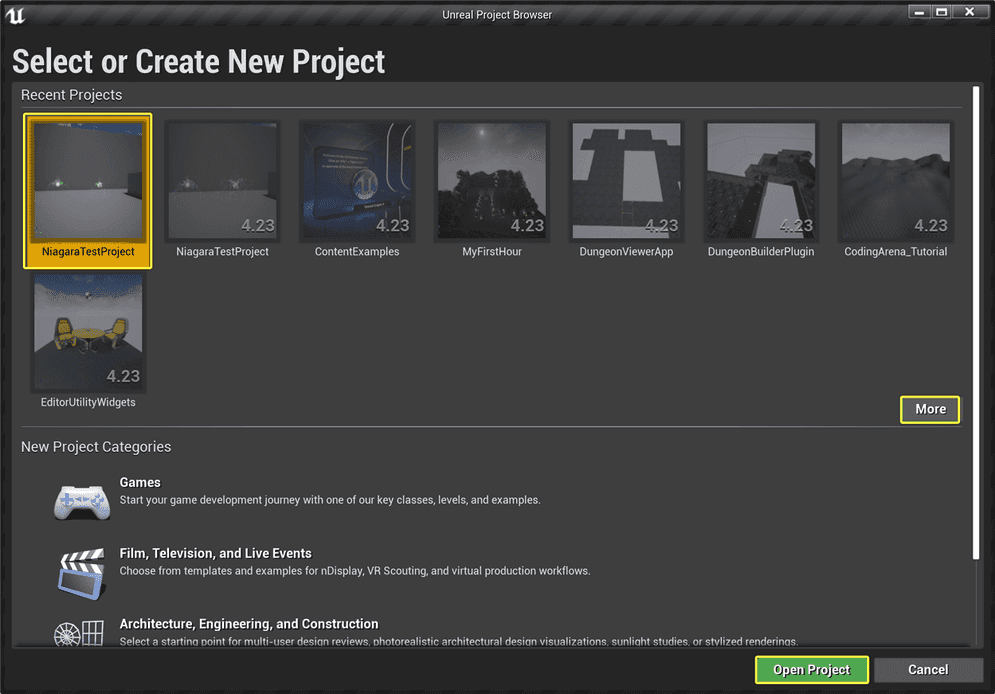 Unreal Project Browser
Select or Create New Project
Recent Projects
4.23
4.23
4.23
4.23
4.23
4.23
NiagaraTestProject
NiagaraTestProject
ContentExamples
MyFirstHour
DungeonViewerApp
DungeonBuilderPlugin
CodingArena_Tutorial
4.23
EditorUtilityWidgets
More
New Project Categories
Games
Start your game development journey with one of our key classes, levels, and examples.
Film, Television, and Live Events
Choose from templates and examples for nDisplay, VR Scouting, and virtual production workflows.
Architecture, Engineering, and Construction
Select a starting point for multi-user design reviews, photorealistic architectural design visualizations, sunlight studies, or stylized renderings.
Open Project
Cancel